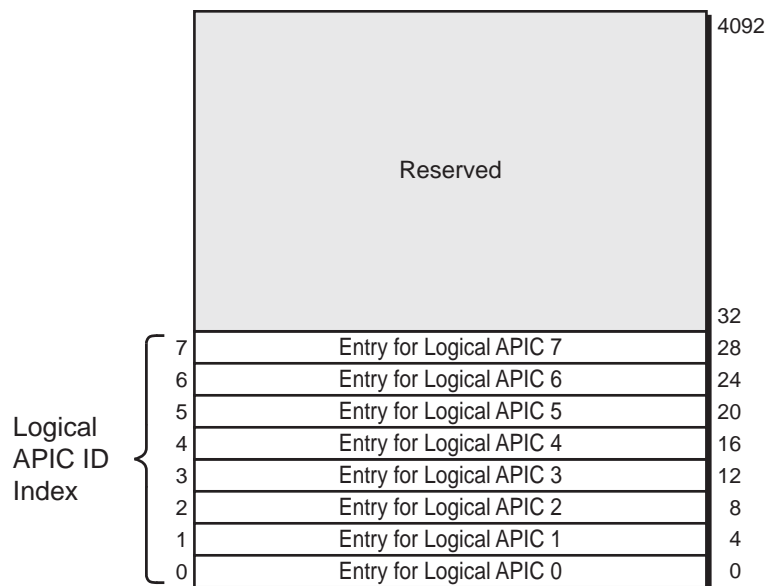 4092
Reserved
32
7 Entry for Logical APIC 7 28
6 Entry for Logical APIC 6 24
5 Entry for Logical APIC 5 20
4 Entry for Logical APIC 4 16
3 Entry for Logical APIC 3 12
2 Entry for Logical APIC 2 8
1 Entry for Logical APIC 1 4
0 Entry for Logical APIC 0 0
Logical
APIC ID
Index